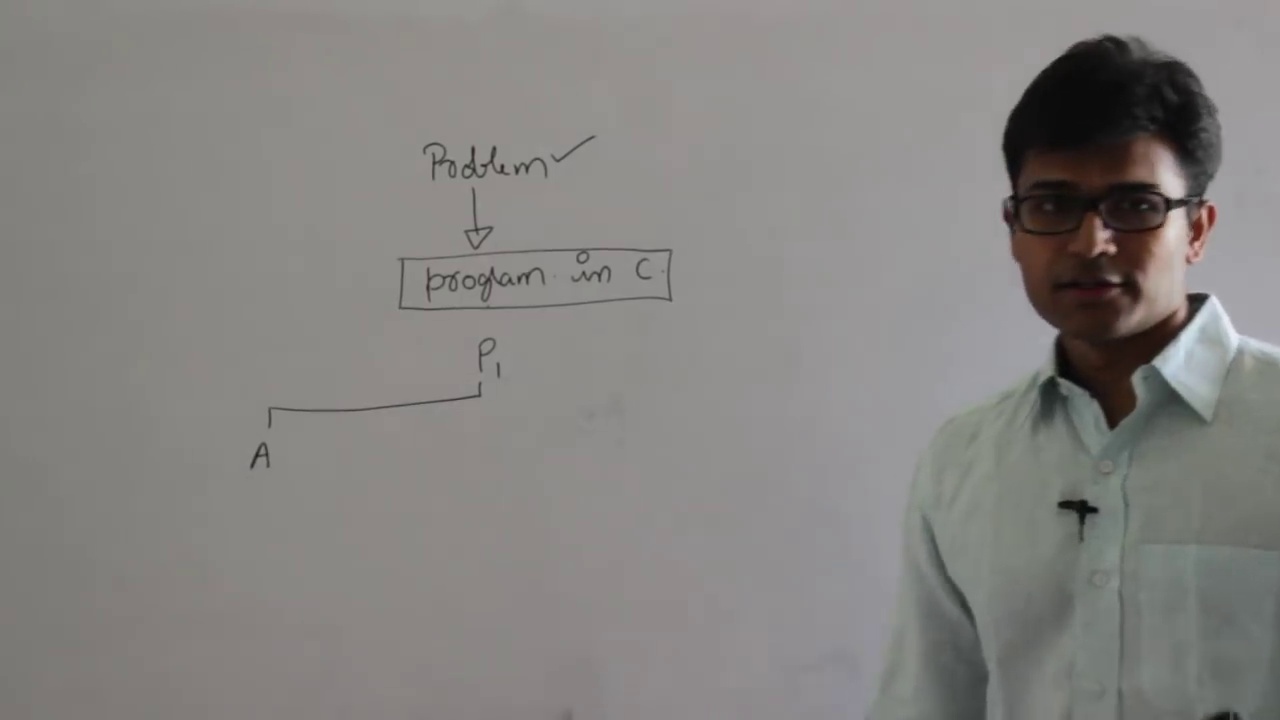 Problem ✓
program in C.
P1
A